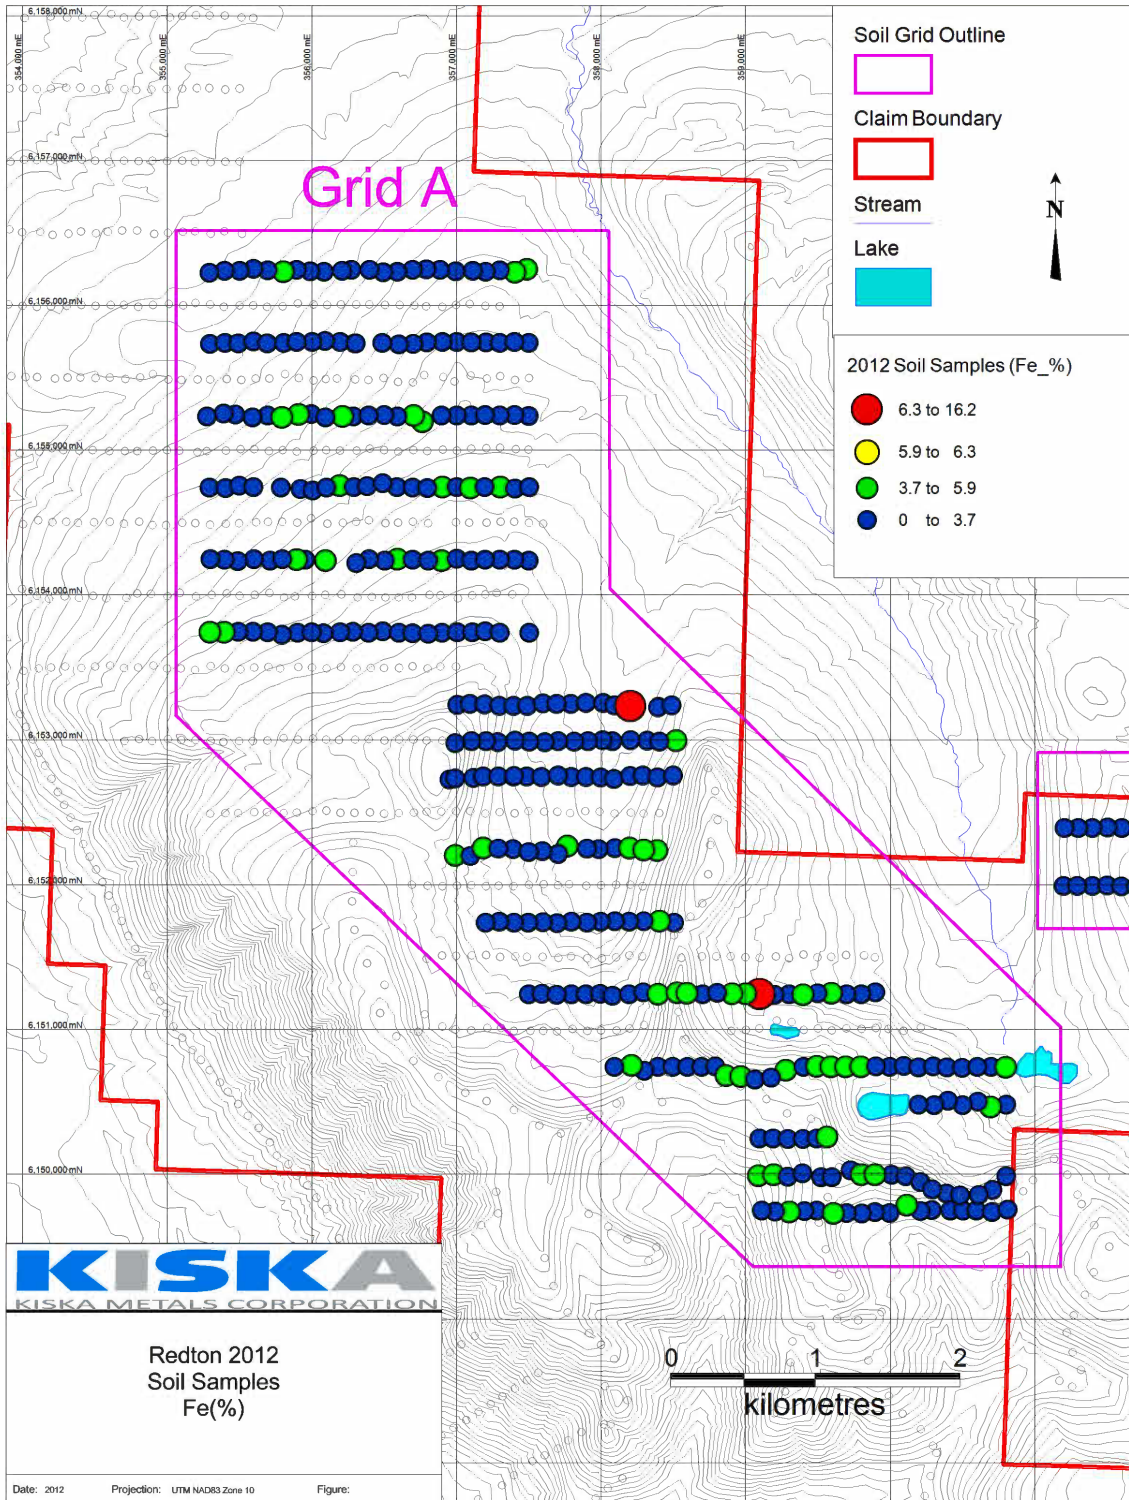 6,158,000 mN
354,000 mE
355,000 mE
356,000 mE
357,000 mE
358,000 mE
359,000 mE
6,157,000 mN
6,156,000 mN
6,155,000 mN
6,154,000 mN
6,153,000 mN
6,152,000 mN
6,151,000 mN
6,150,000 mN
Grid A
Soil Grid Outline
Claim Boundary
Stream
Lake
N
2012 Soil Samples (Fe_%)
6.3 to 16.2
5.9 to 6.3
3.7 to 5.9
0 to 3.7
0 1 2
kilometres
KISKA
KISKA METALS CORPORATION
Redton 2012
Soil Samples
Fe(%)
Date: 2012 Projection: UTM NAD83 Zone 10 Figure: